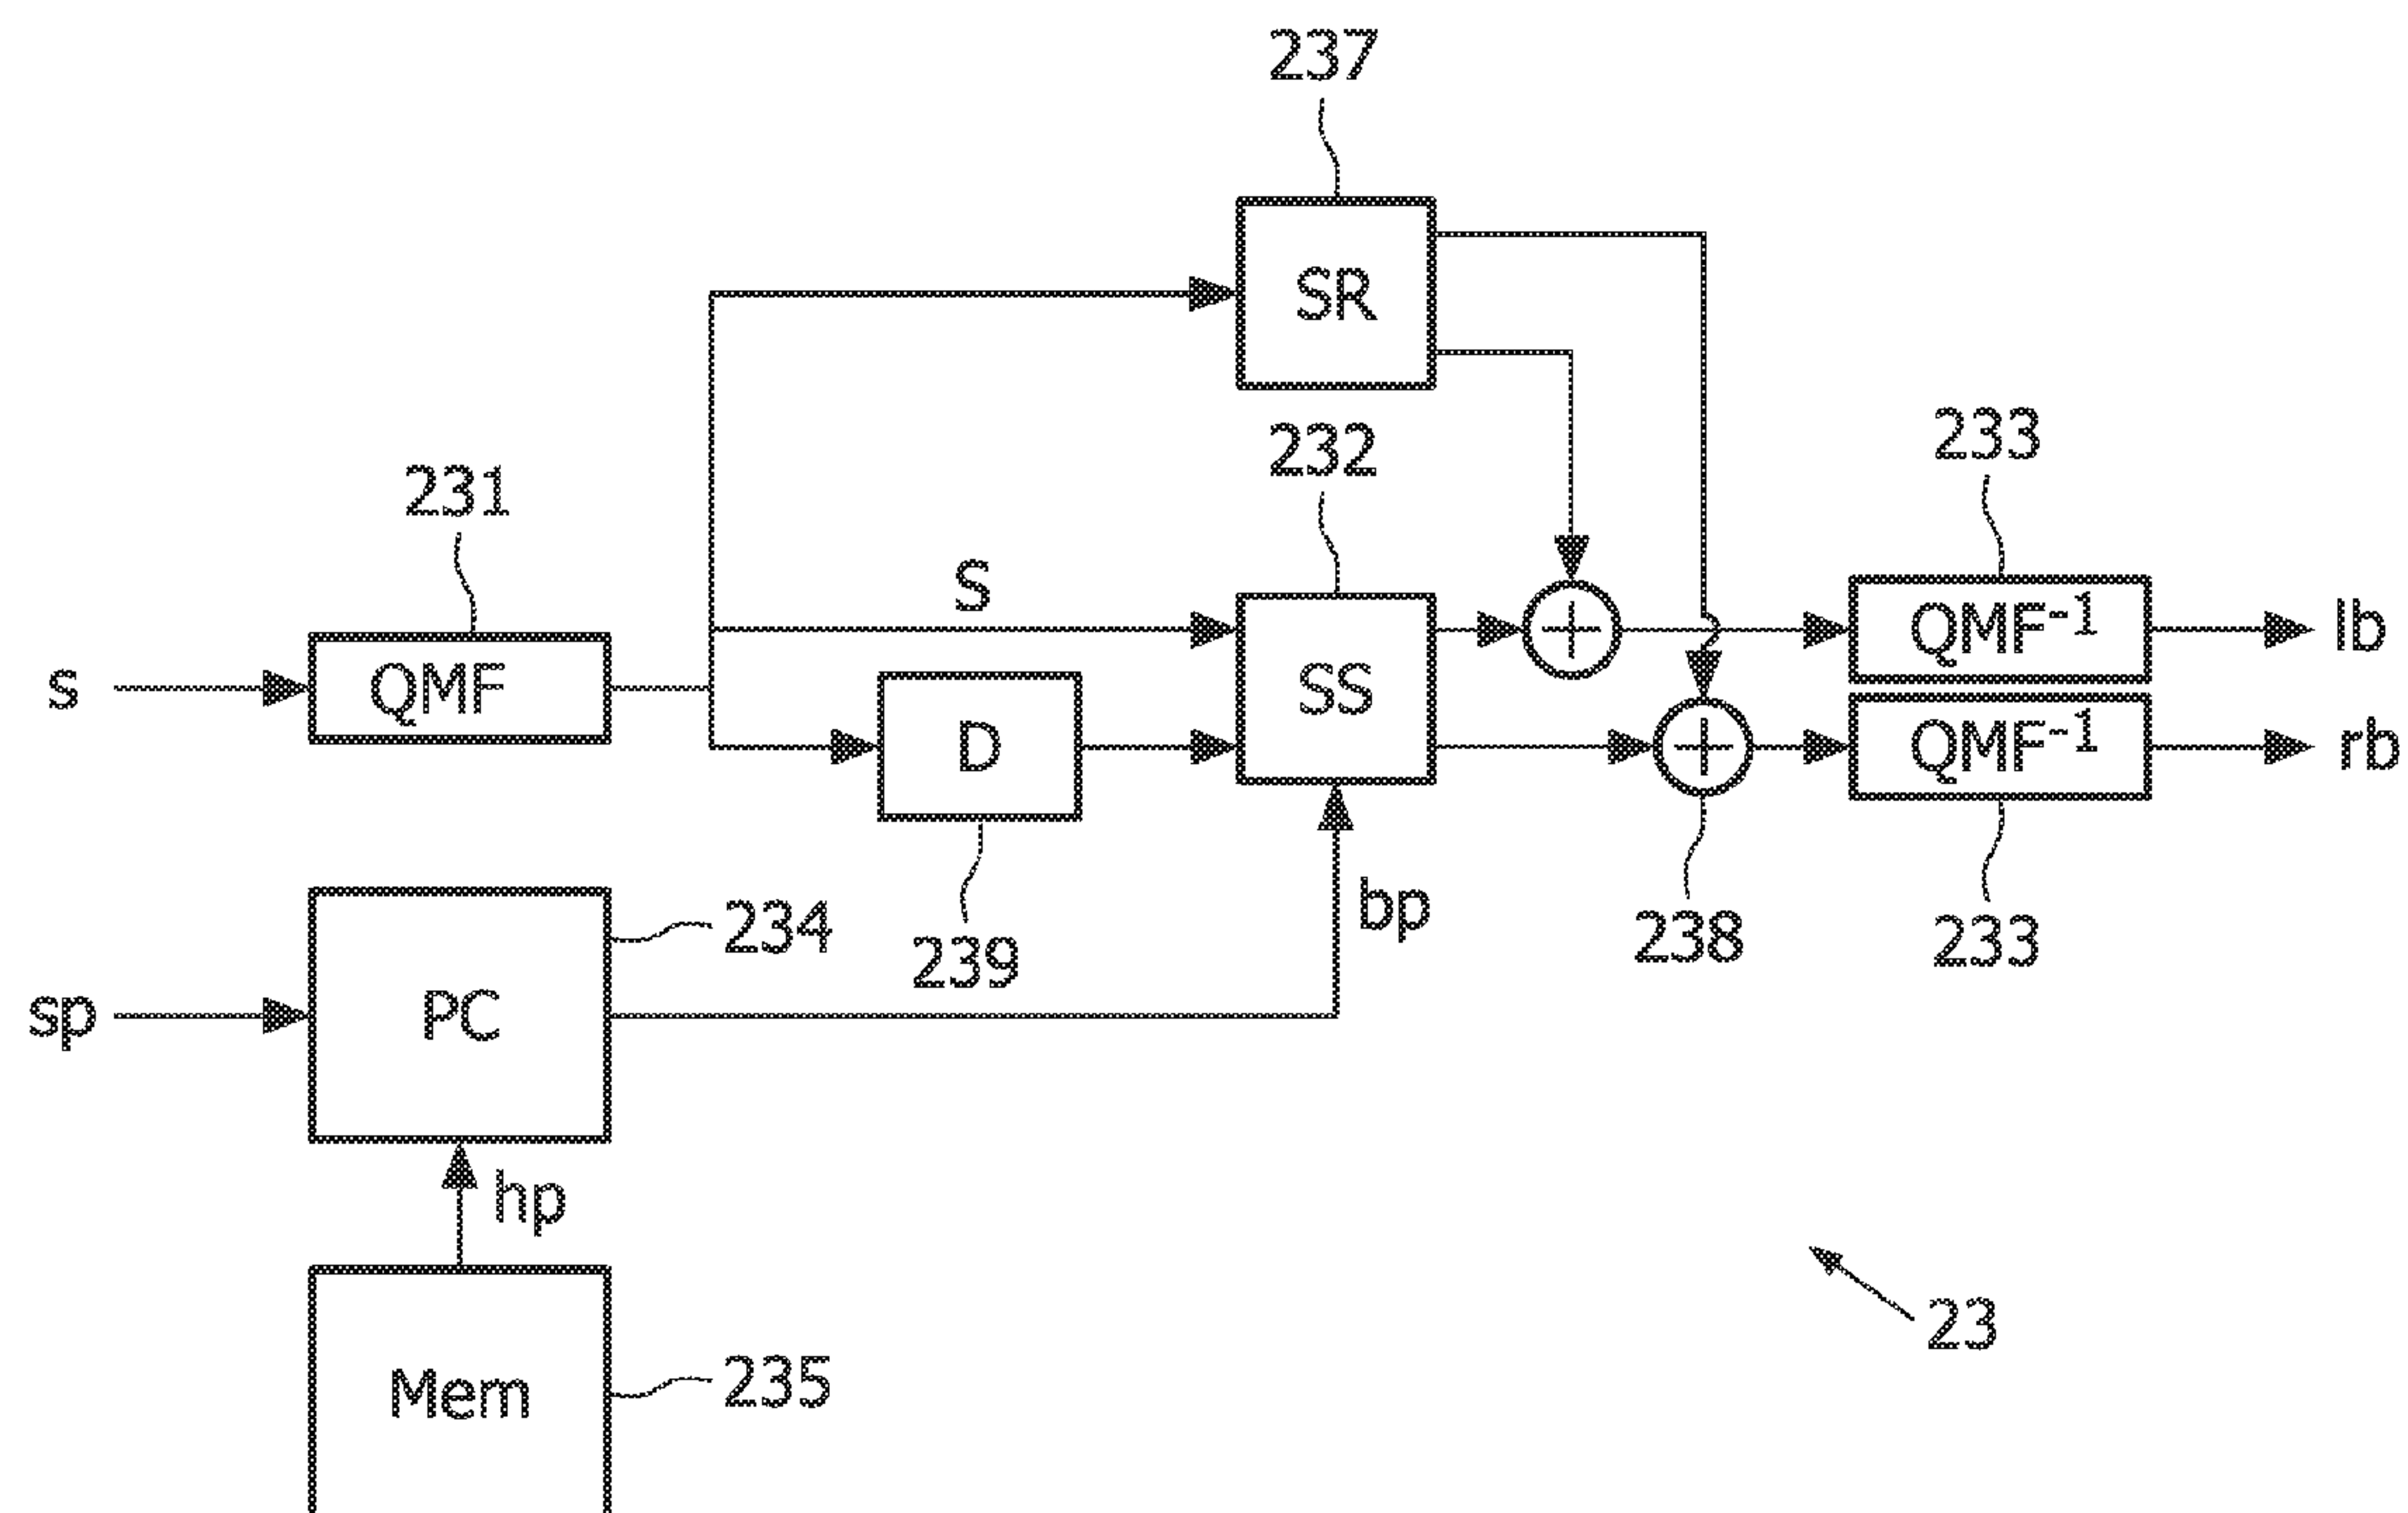 237
SR
232
233
231
S
QMF⁻¹
lb
s
QMF
D
SS
QMF⁻¹
rb
bp
234
239
238
233
sp
PC
hp
23
Mem
235